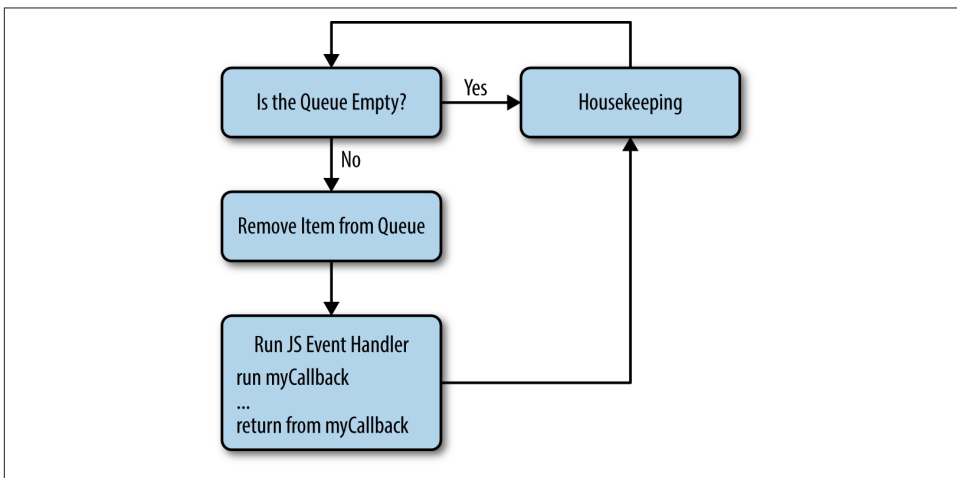 Is the Queue Empty?
Yes
Housekeeping
No
Remove Item from Queue
Run JS Event Handler
run myCallback
...
return from myCallback